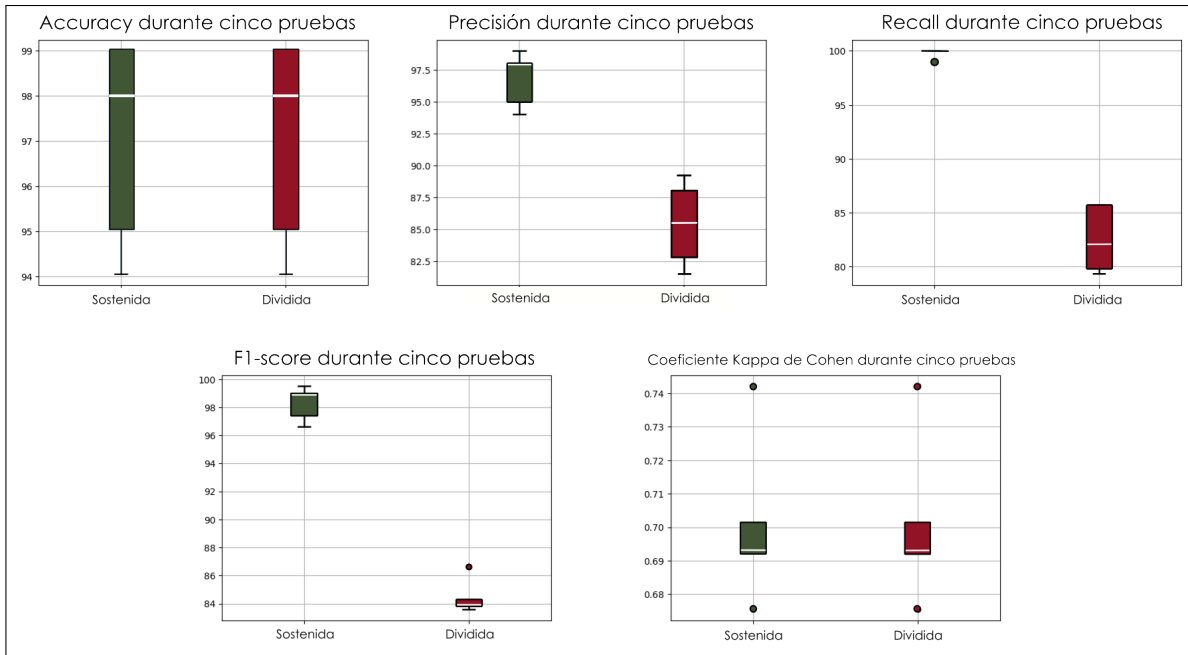 Accuracy durante cinco pruebas
99
98
97
96
95
94
Sostenida
Dividida
Precisión durante cinco pruebas
97.5
95.0
92.5
90.0
87.5
85.0
82.5
Sostenida
Dividida
Recall durante cinco pruebas
100
95
90
85
80
Sostenida
Dividida
F1-score durante cinco pruebas
100
98
96
94
92
90
88
86
84
Sostenida
Dividida
Coeficiente Kappa de Cohen durante cinco pruebas
0.74
0.73
0.72
0.71
0.70
0.69
0.68
Sostenida
Dividida